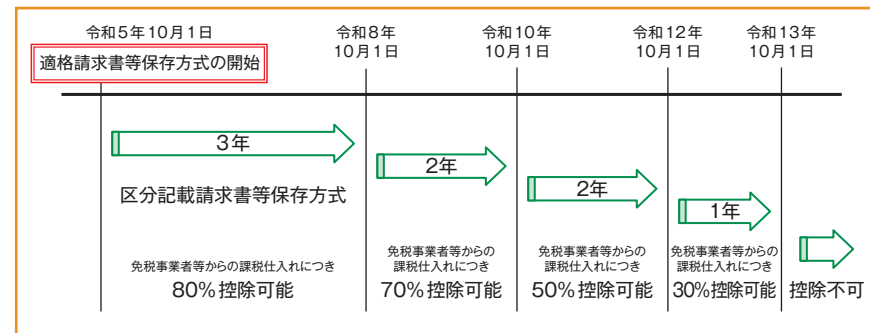 令和5年10月1日
適格請求書等保存方式の開始
令和8年
10月1日
令和10年
10月1日
令和12年
10月1日
令和13年
10月1日
3年
2年
2年
1年
区分記載請求書等保存方式
免税事業者等からの課税仕入れにつき
80%控除可能
免税事業者等からの
課税仕入れにつき
70%控除可能
免税事業者等からの
課税仕入れにつき
50%控除可能
免税事業者等からの
課税仕入れにつき
30%控除可能
控除不可